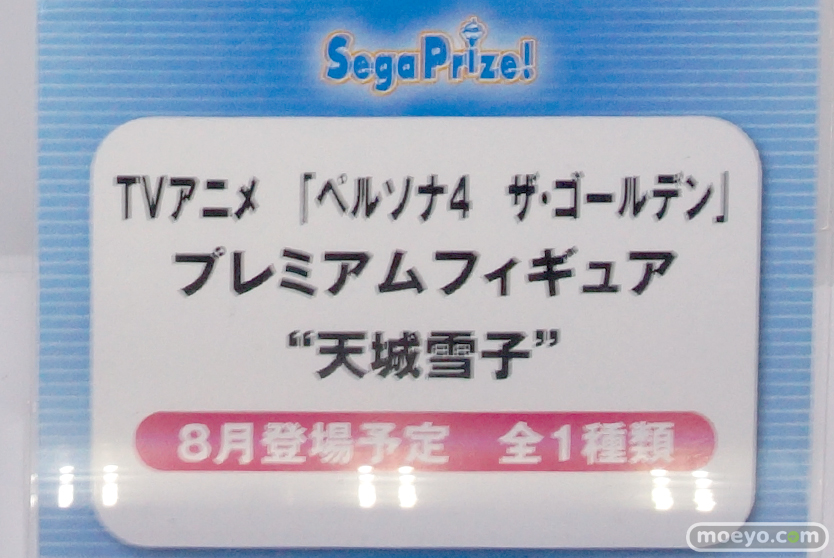 SegaPrize!
TVアニメ 「ペルソナ4 ザ・ゴールデン」
プレミアムフィギュア
“天城雪子”
8月登場予定 全1種類
moeyo.com